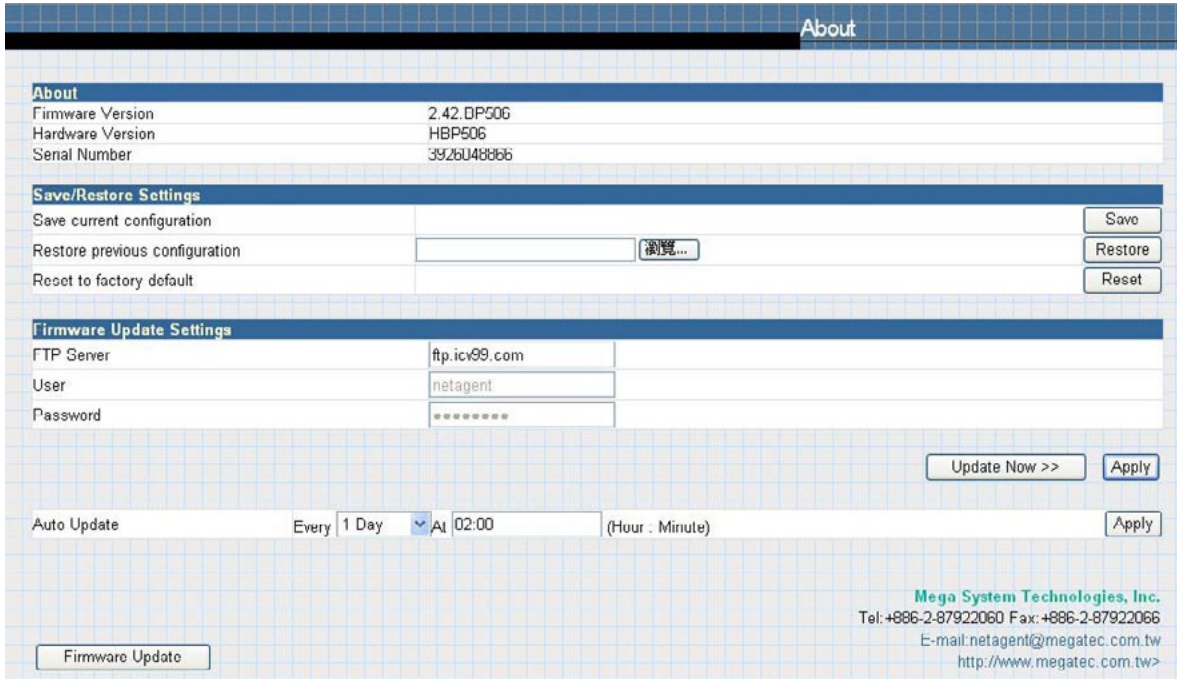 About
About
Firmware Version 2.42.DP506
Hardware Version HBP506
Serial Number 3926048866
Save/Restore Settings
Save current configuration Save
Restore previous configuration 瀏覽... Restore
Reset to factory default Reset
Firmware Update Settings
FTP Server ftp.icv99.com
User netagent
Password ●●●●●●●●
Update Now >> Apply
Auto Update Every 1 Day At 02:00 (Hour : Minute) Apply
Mega System Technologies, Inc.
Tel:+886-2-87922060 Fax:+886-2-87922066
E-mail:netagent@megatec.com.tw
Firmware Update http://www.megatec.com.tw>